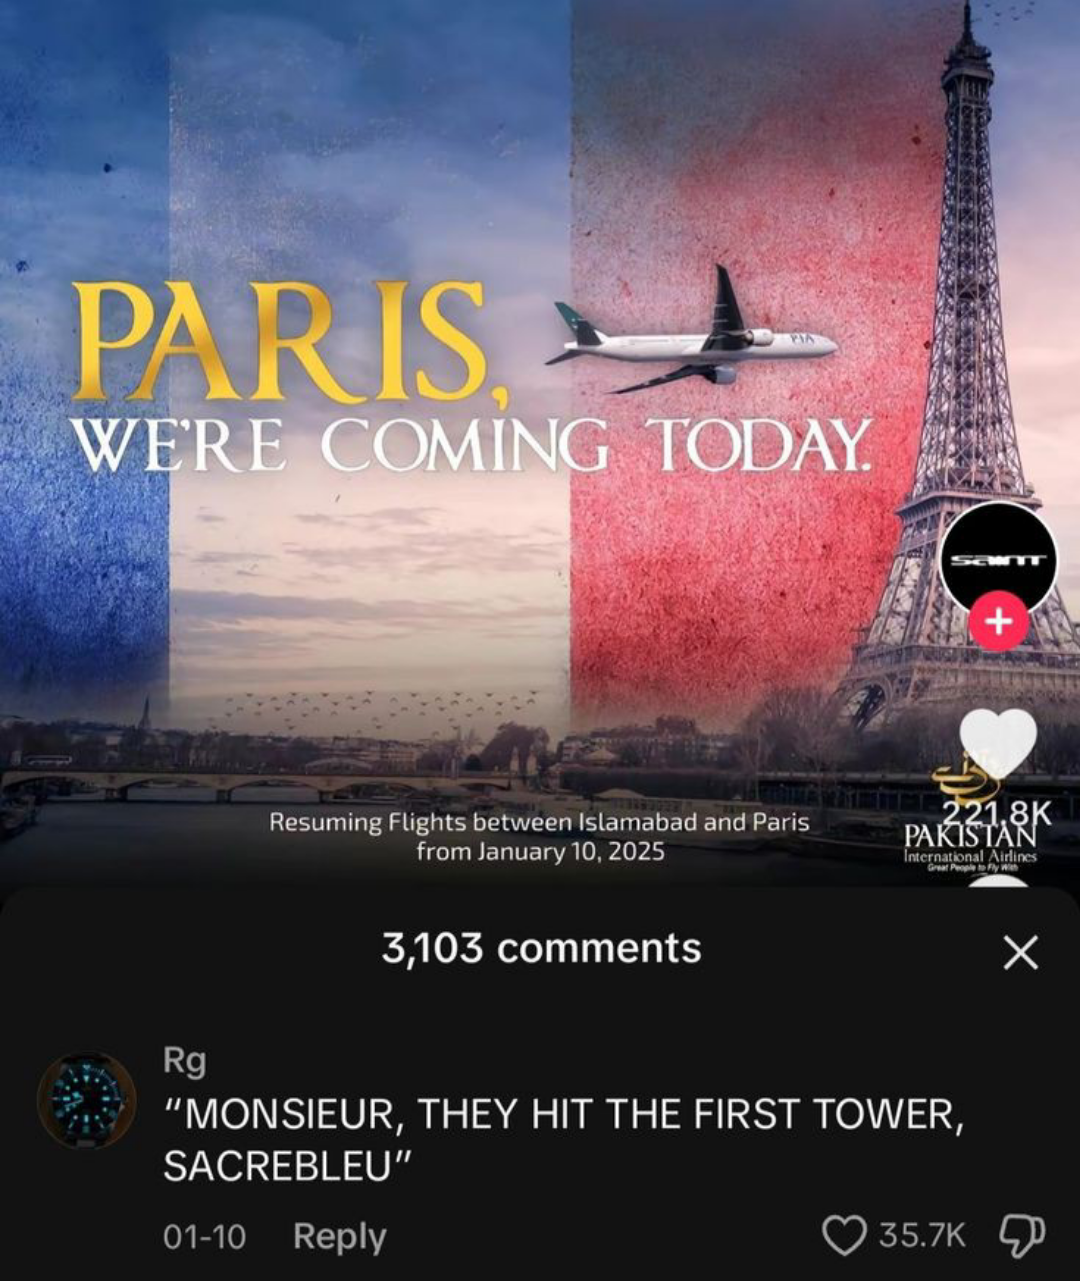 PARIS,
WE'RE COMING TODAY.
PIA
saint
221.8K
Resuming Flights between Islamabad and Paris
from January 10, 2025
PAKISTAN
International Airlines
Great People to Fly With
3,103 comments
Rg
“MONSIEUR, THEY HIT THE FIRST TOWER,
SACREBLEU”
01-10 Reply 35.7K